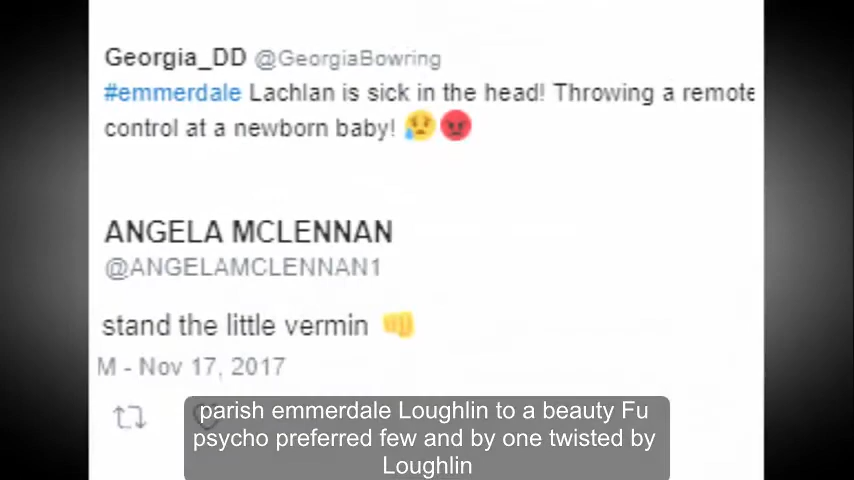 Georgia_DD @GeorgiaBowring
#emmerdale Lachlan is sick in the head! Throwing a remote
control at a newborn baby! 😥😡
ANGELA MCLENNAN
@ANGELAMCLENNAN1
stand the little vermin 👊
M - Nov 17, 2017
parish emmerdale Loughlin to a beauty Fu
psycho preferred few and by one twisted by
Loughlin